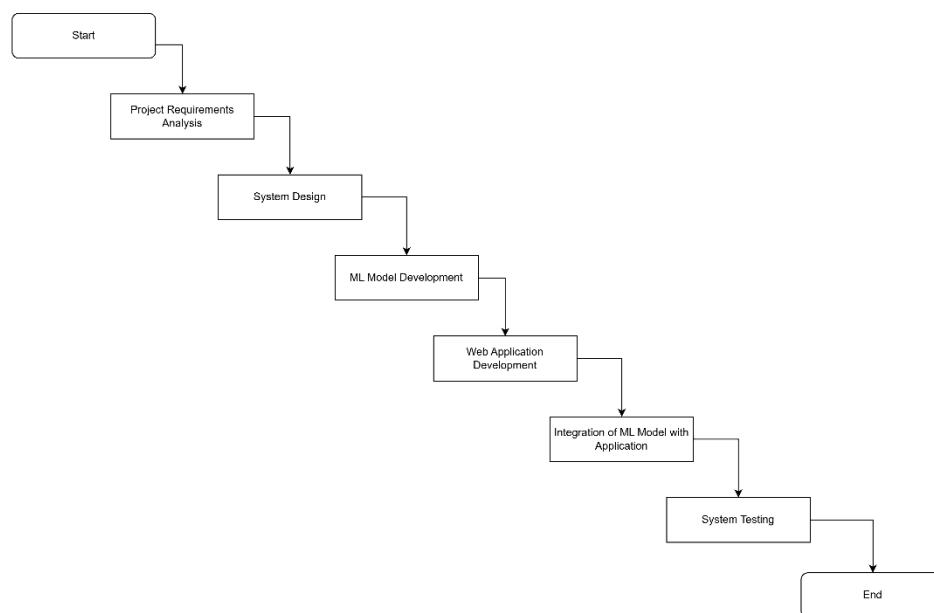 Start
Project Requirements
Analysis
System Design
ML Model Development
Web Application
Development
Integration of ML Model with
Application
System Testing
End